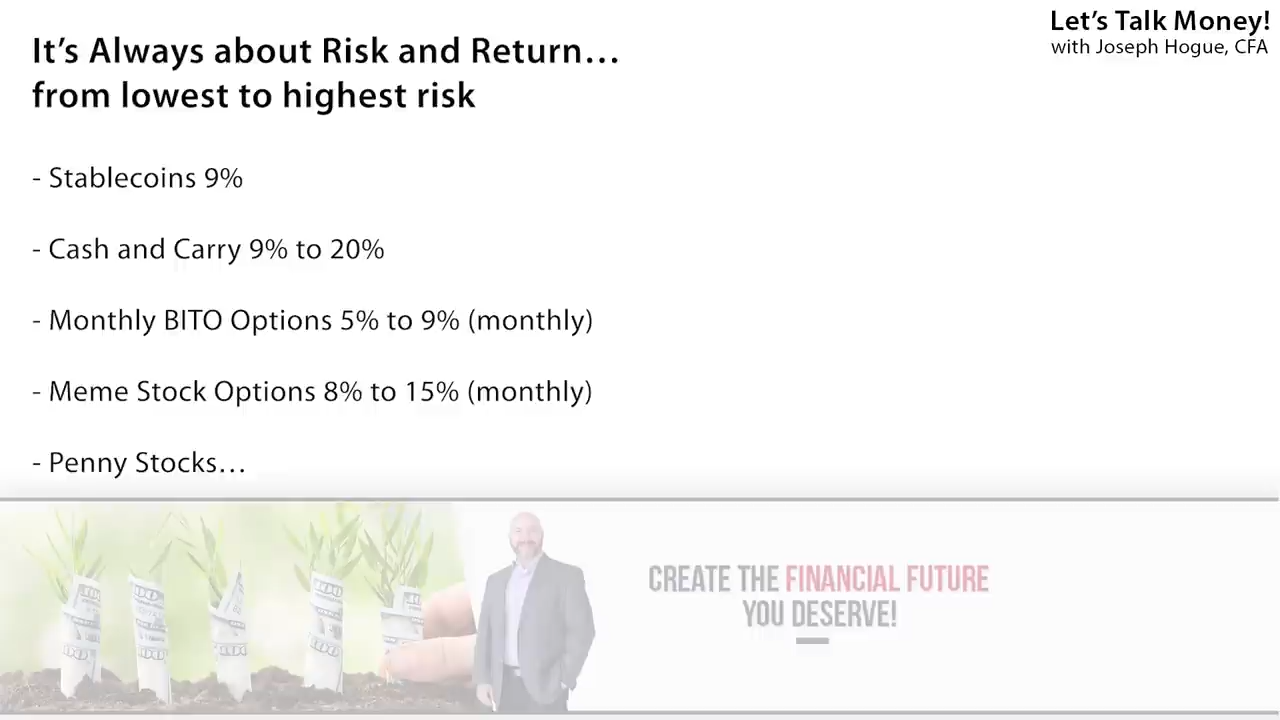 Let's Talk Money!
with Joseph Hogue, CFA
It's Always about Risk and Return…
from lowest to highest risk
- Stablecoins 9%
- Cash and Carry 9% to 20%
- Monthly BITO Options 5% to 9% (monthly)
- Meme Stock Options 8% to 15% (monthly)
- Penny Stocks…
CREATE THE FINANCIAL FUTURE
YOU DESERVE!